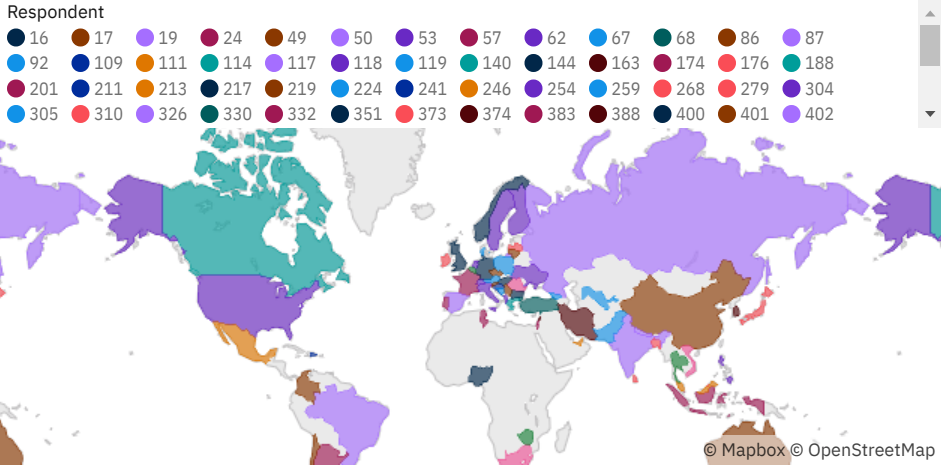 Respondent
16 17 19 24 49 50 53 57 62 67 68 86 87
92 109 111 114 117 118 119 140 144 163 174 176 188
201 211 213 217 219 224 241 246 254 259 268 279 304
305 310 326 330 332 351 373 374 383 388 400 401 402
© Mapbox © OpenStreetMap